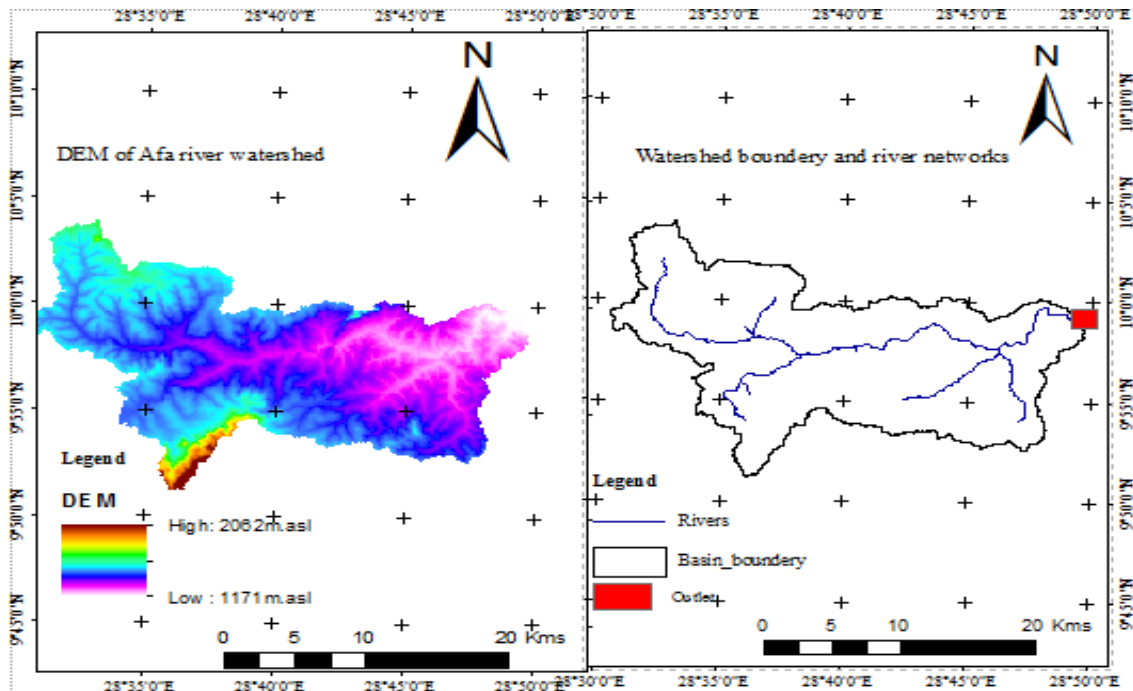 28°35'0"E 28°40'0"E 28°45'0"E 28°50'0"E
28°30'0"E 28°35'0"E 28°40'0"E 28°45'0"E 28°50'0"E
N
N
10°10'0"N
10°10'0"N
DEM of Afa river watershed
Watershed boundery and river networks
10°5'0"N
10°5'0"N
10°0'0"N
10°0'0"N
9°55'0"N
9°55'0"N
Legend
DEM
High: 2062m.asl
Low : 1171m.asl
Legend
Rivers
Basin_boundery
Outlet
9°50'0"N
9°50'0"N
9°45'0"N
9°45'0"N
0 5 10 20 Kms
0 5 10 20 Kms
28°35'0"E 28°40'0"E 28°45'0"E 28°50'0"E
28°30'0"E 28°35'0"E 28°40'0"E 28°45'0"E 28°50'0"E